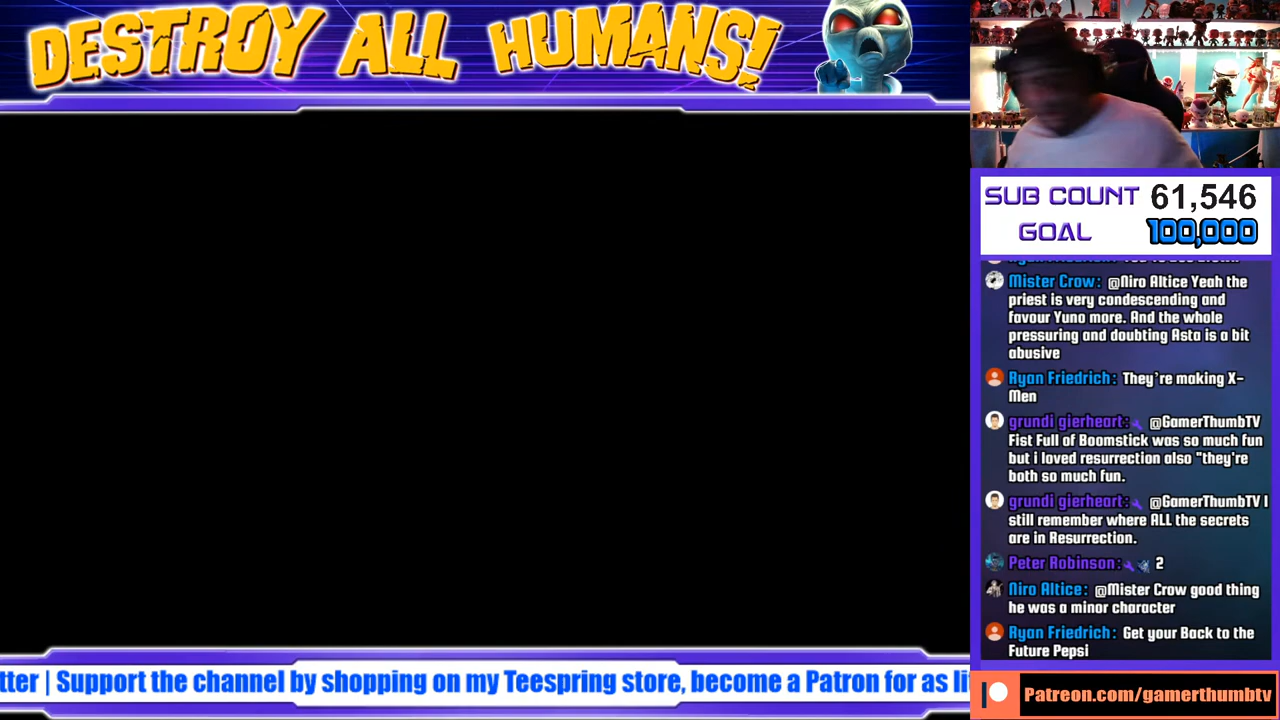 DESTROY ALL HUMANS!
SUB COUNT 61,546
GOAL 100,000
Mister Crow: @Niro Altice Yeah the
priest is very condescending and
favour Yuno more. And the whole
pressuring and doubting Asta is a bit
abusive
Ryan Friedrich: They're making X-
Men
grundi gierheart: @GamerThumbTV
Fist Full of Boomstick was so much fun
but i loved resurrection also "they're
both so much fun.
grundi gierheart: @GamerThumbTV I
still remember where ALL the secrets
are in Resurrection.
Peter Robinson: 2
Niro Altice: @Mister Crow good thing
he was a minor character
Ryan Friedrich: Get your Back to the
Future Pepsi
tter | Support the channel by shopping on my Teespring store, become a Patron for as li
Patreon.com/gamerthumbtv